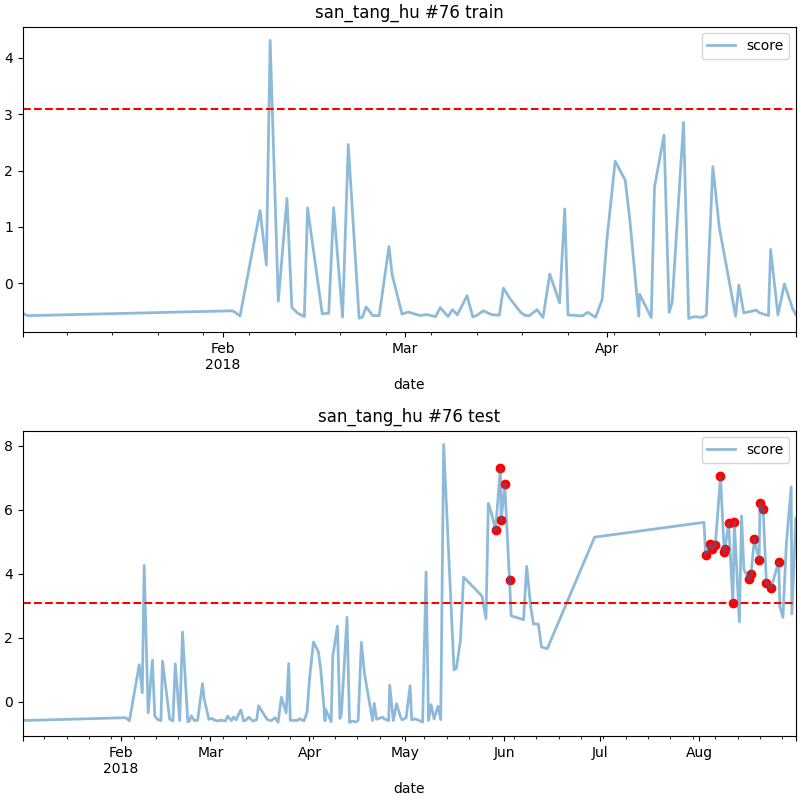 san_tang_hu #76 train
score
4
3
2
1
0
Feb
2018
Mar
Apr
date
san_tang_hu #76 test
score
8
6
4
2
0
Feb
2018
Mar
Apr
May
Jun
Jul
Aug
date